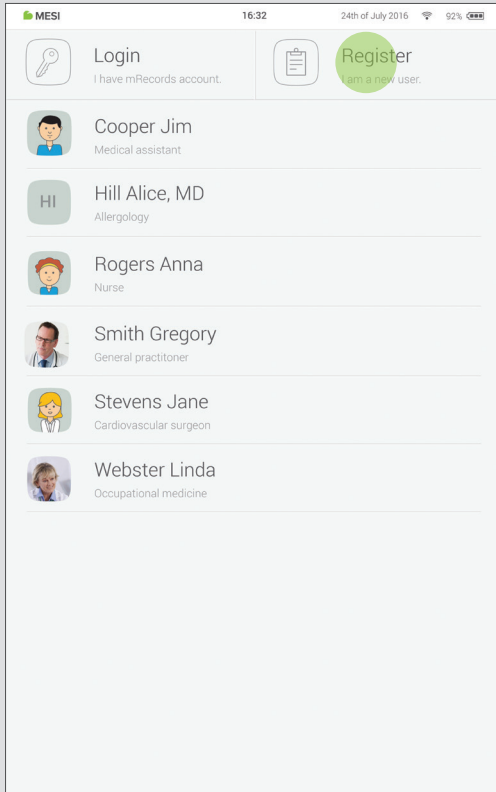 MESI 16:32 24th of July 2016 92%
Login
I have mRecords account.
Register
I am a new user.
Cooper Jim
Medical assistant
HI
Hill Alice, MD
Allergology
Rogers Anna
Nurse
Smith Gregory
General practitoner
Stevens Jane
Cardiovascular surgeon
Webster Linda
Occupational medicine